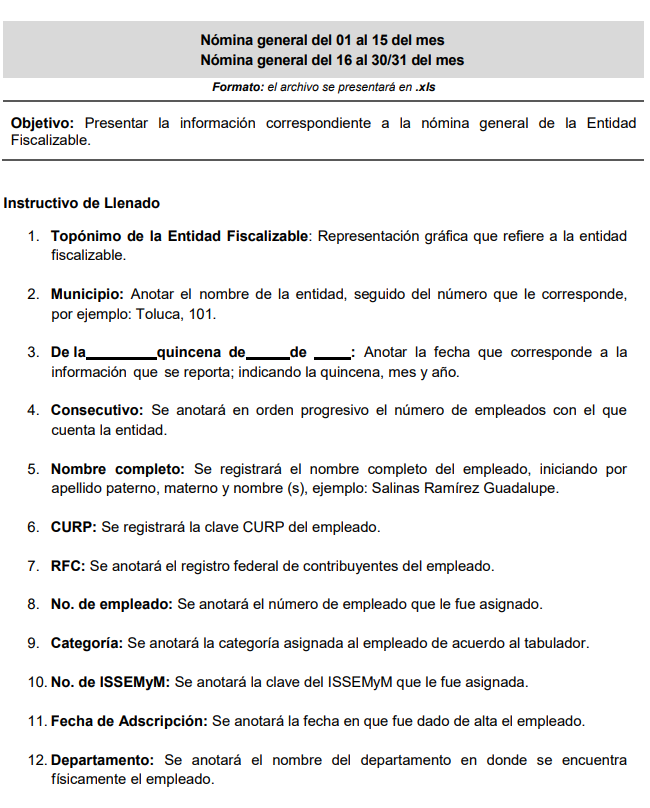 Nómina general del 01 al 15 del mes
Nómina general del 16 al 30/31 del mes
Formato: el archivo se presentará en .xls
Objetivo: Presentar la información correspondiente a la nómina general de la Entidad
Fiscalizable.
Instructivo de Llenado
1. Topónimo de la Entidad Fiscalizable: Representación gráfica que refiere a la entidad
fiscalizable.
2. Municipio: Anotar el nombre de la entidad, seguido del número que le corresponde,
por ejemplo: Toluca, 101.
3. De la_________quincena de______de _____: Anotar la fecha que corresponde a la
información que se reporta; indicando la quincena, mes y año.
4. Consecutivo: Se anotará en orden progresivo el número de empleados con el que
cuenta la entidad.
5. Nombre completo: Se registrará el nombre completo del empleado, iniciando por
apellido paterno, materno y nombre (s), ejemplo: Salinas Ramírez Guadalupe.
6. CURP: Se registrará la clave CURP del empleado.
7. RFC: Se anotará el registro federal de contribuyentes del empleado.
8. No. de empleado: Se anotará el número de empleado que le fue asignado.
9. Categoría: Se anotará la categoría asignada al empleado de acuerdo al tabulador.
10. No. de ISSEMyM: Se anotará la clave del ISSEMyM que le fue asignada.
11. Fecha de Adscripción: Se anotará la fecha en que fue dado de alta el empleado.
12. Departamento: Se anotará el nombre del departamento en donde se encuentra
físicamente el empleado.